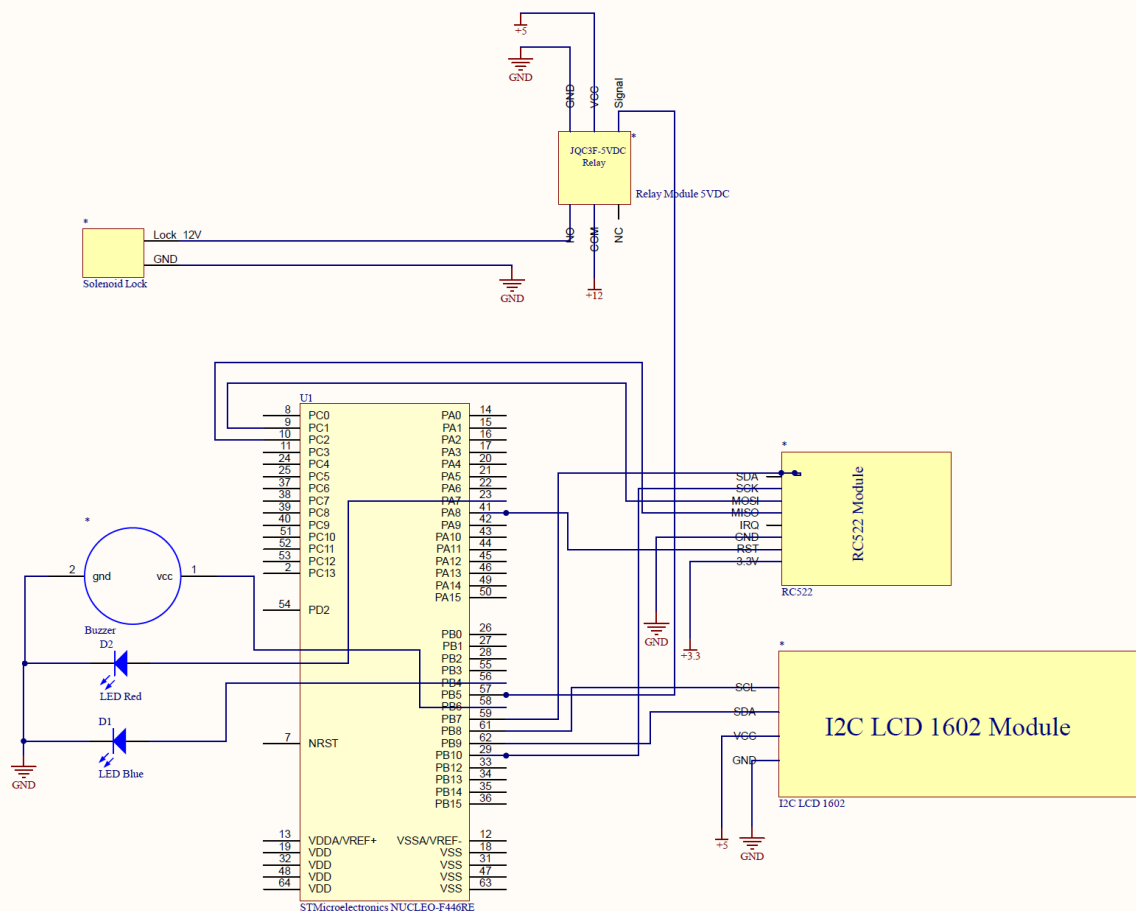 +5
GND
GND
VCC
Signal
*
JQC3F-5VDC
Relay
Relay Module 5VDC
NO
COM
NC
+12
*
Lock 12V
GND
Solenoid Lock
GND
U1
8 PC0 PA0 14
9 PC1 PA1 15
10 PC2 PA2 16
11 PC3 PA3 17
24 PC4 PA4 20
25 PC5 PA5 21
37 PC6 PA6 22
38 PC7 PA7 23
39 PC8 PA8 41
40 PC9 PA9 42
51 PC10 PA10 43
52 PC11 PA11 44
53 PC12 PA12 45
2 PC13 PA13 46
PA14 49
PA15 50
54 PD2
PB0 26
PB1 27
PB2 28
PB3 55
PB4 56
PB5 57
PB6 58
PB7 59
PB8 61
7 NRST PB9 62
PB10 29
PB12 33
PB13 34
PB14 35
PB15 36
13 VDDA/VREF+ VSSA/VREF- 12
19 VDD VSS 18
32 VDD VSS 31
48 VDD VSS 47
64 VDD VSS 63
STMicroelectronics NUCLEO-F446RE
*
2 gnd vcc 1
Buzzer
D2
LED Red
D1
LED Blue
GND
*
SDA
SCK
MOSI
MISO
IRQ
GND
RST
3.3V
RC522 Module
RC522
GND
+3.3
*
SCL
SDA
VCC
GND
I2C LCD 1602 Module
I2C LCD 1602
+5
GND